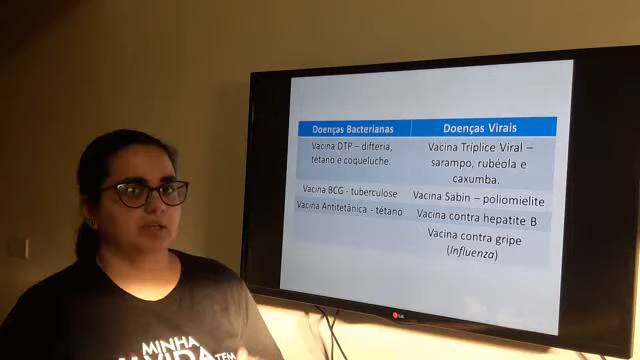 Doenças Bacterianas
Doenças Virais
Vacina DTP – difteria,
tétano e coqueluche.
Vacina Tríplice Viral –
sarampo, rubéola e
caxumba.
Vacina BCG - tuberculose
Vacina Sabin – poliomielite
Vacina Antitetânica - tétano
Vacina contra hepatite B
Vacina contra gripe
(Influenza)
LG
MINHA
VIDA TEM